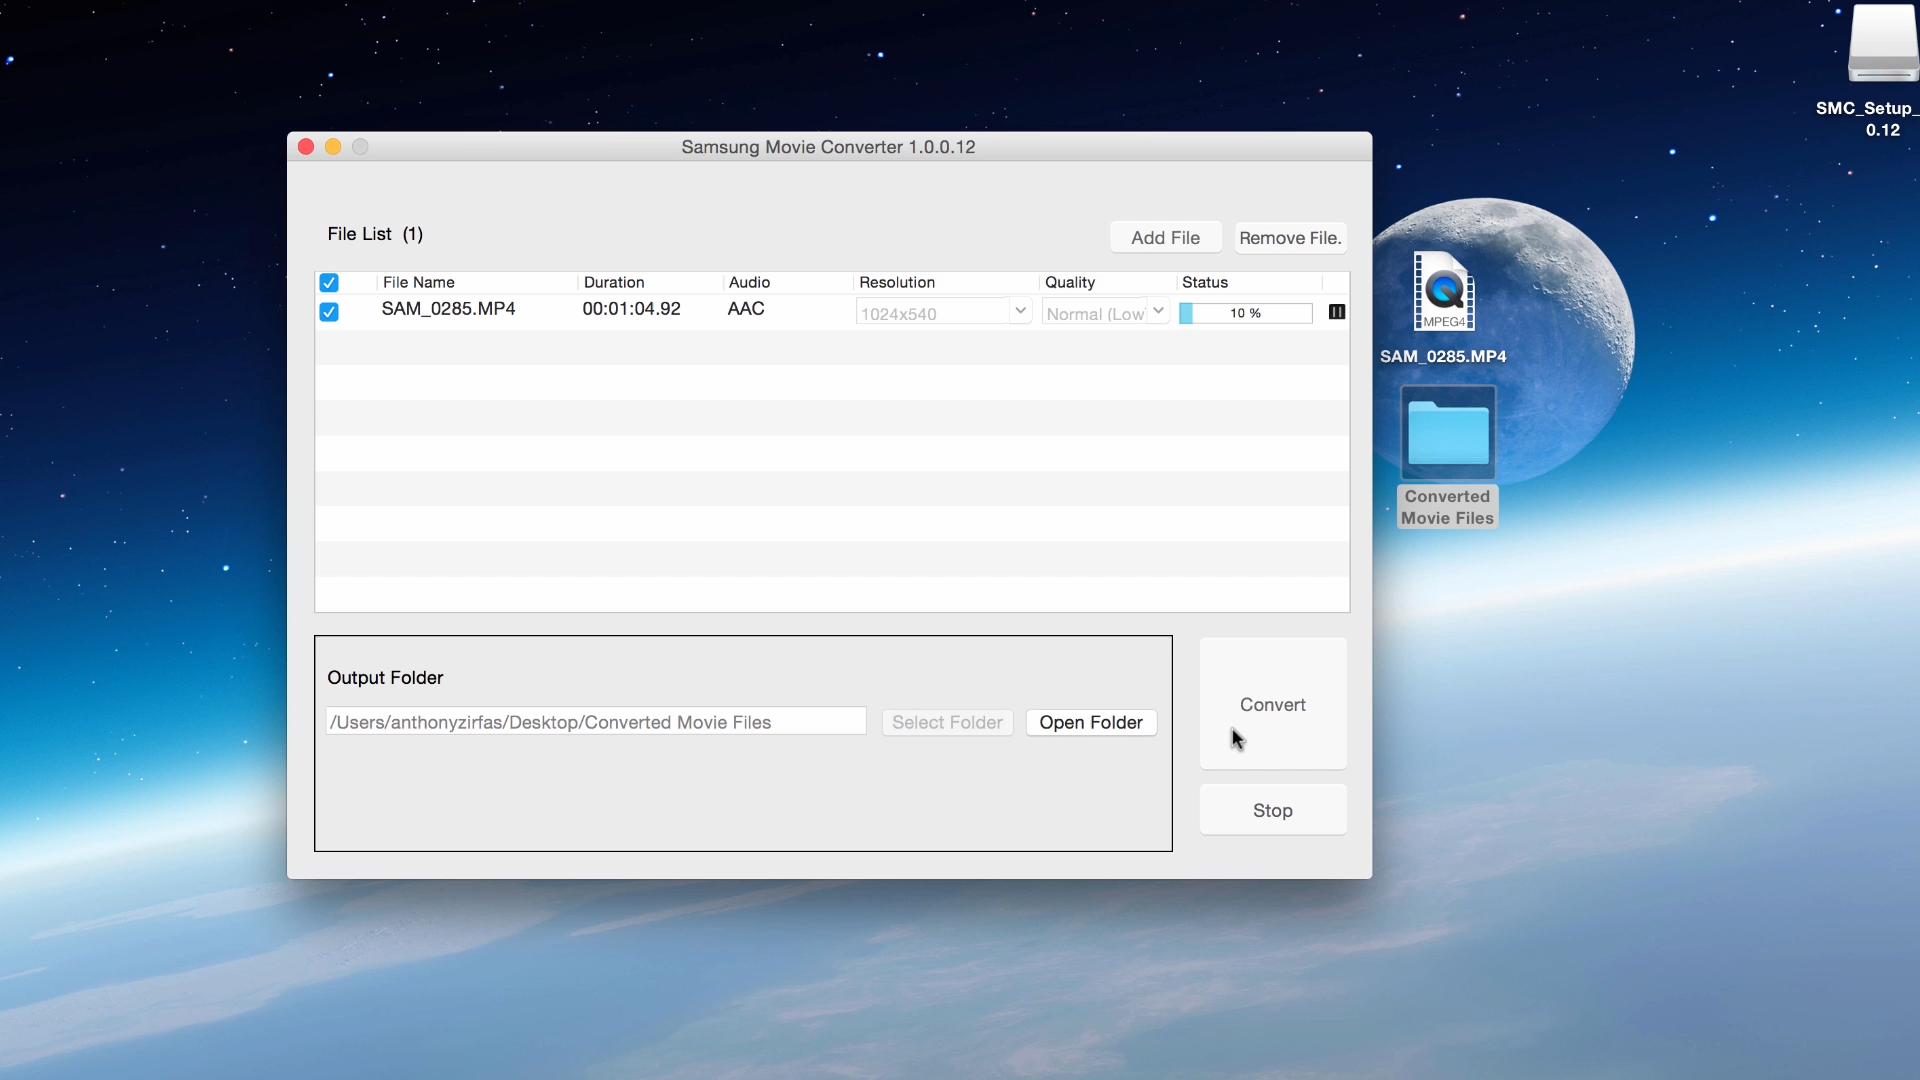 SMC_Setup_
0.12
Samsung Movie Converter 1.0.0.12
File List (1)
Add File
Remove File.
File Name Duration Audio Resolution Quality Status
SAM_0285.MP4 00:01:04.92 AAC 1024x540 Normal (Low 10 %
MPEG4
SAM_0285.MP4
Converted
Movie Files
Output Folder
/Users/anthonyzirfas/Desktop/Converted Movie Files
Select Folder
Open Folder
Convert
Stop